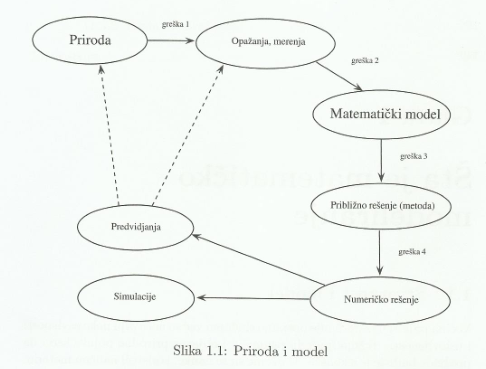 greška 1
Priroda
Opažanja, merenja
greška 2
Matematički model
greška 3
Približno rešenje (metoda)
greška 4
Predvidjanja
Simulacije
Numeričko rešenje
Slika 1.1: Priroda i model